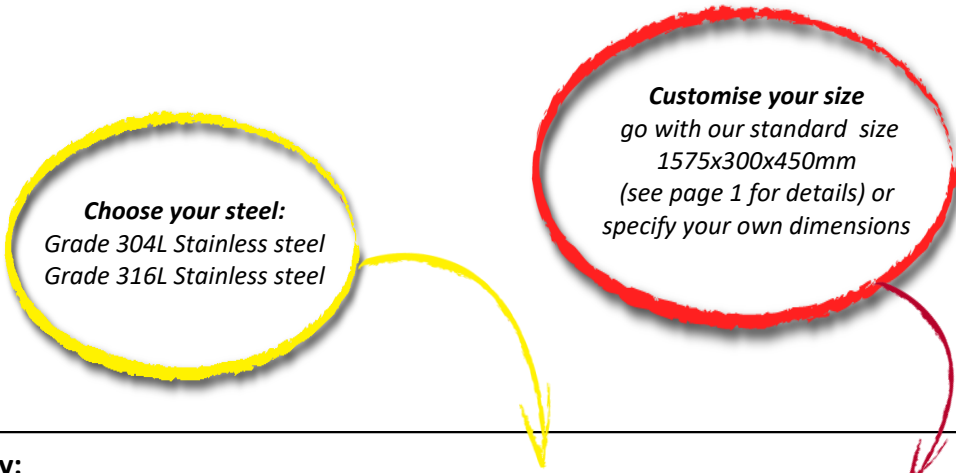 Choose your steel:
Grade 304L Stainless steel
Grade 316L Stainless steel
Customise your size
go with our standard size
1575x300x450mm
(see page 1 for details) or
specify your own dimensions
y: